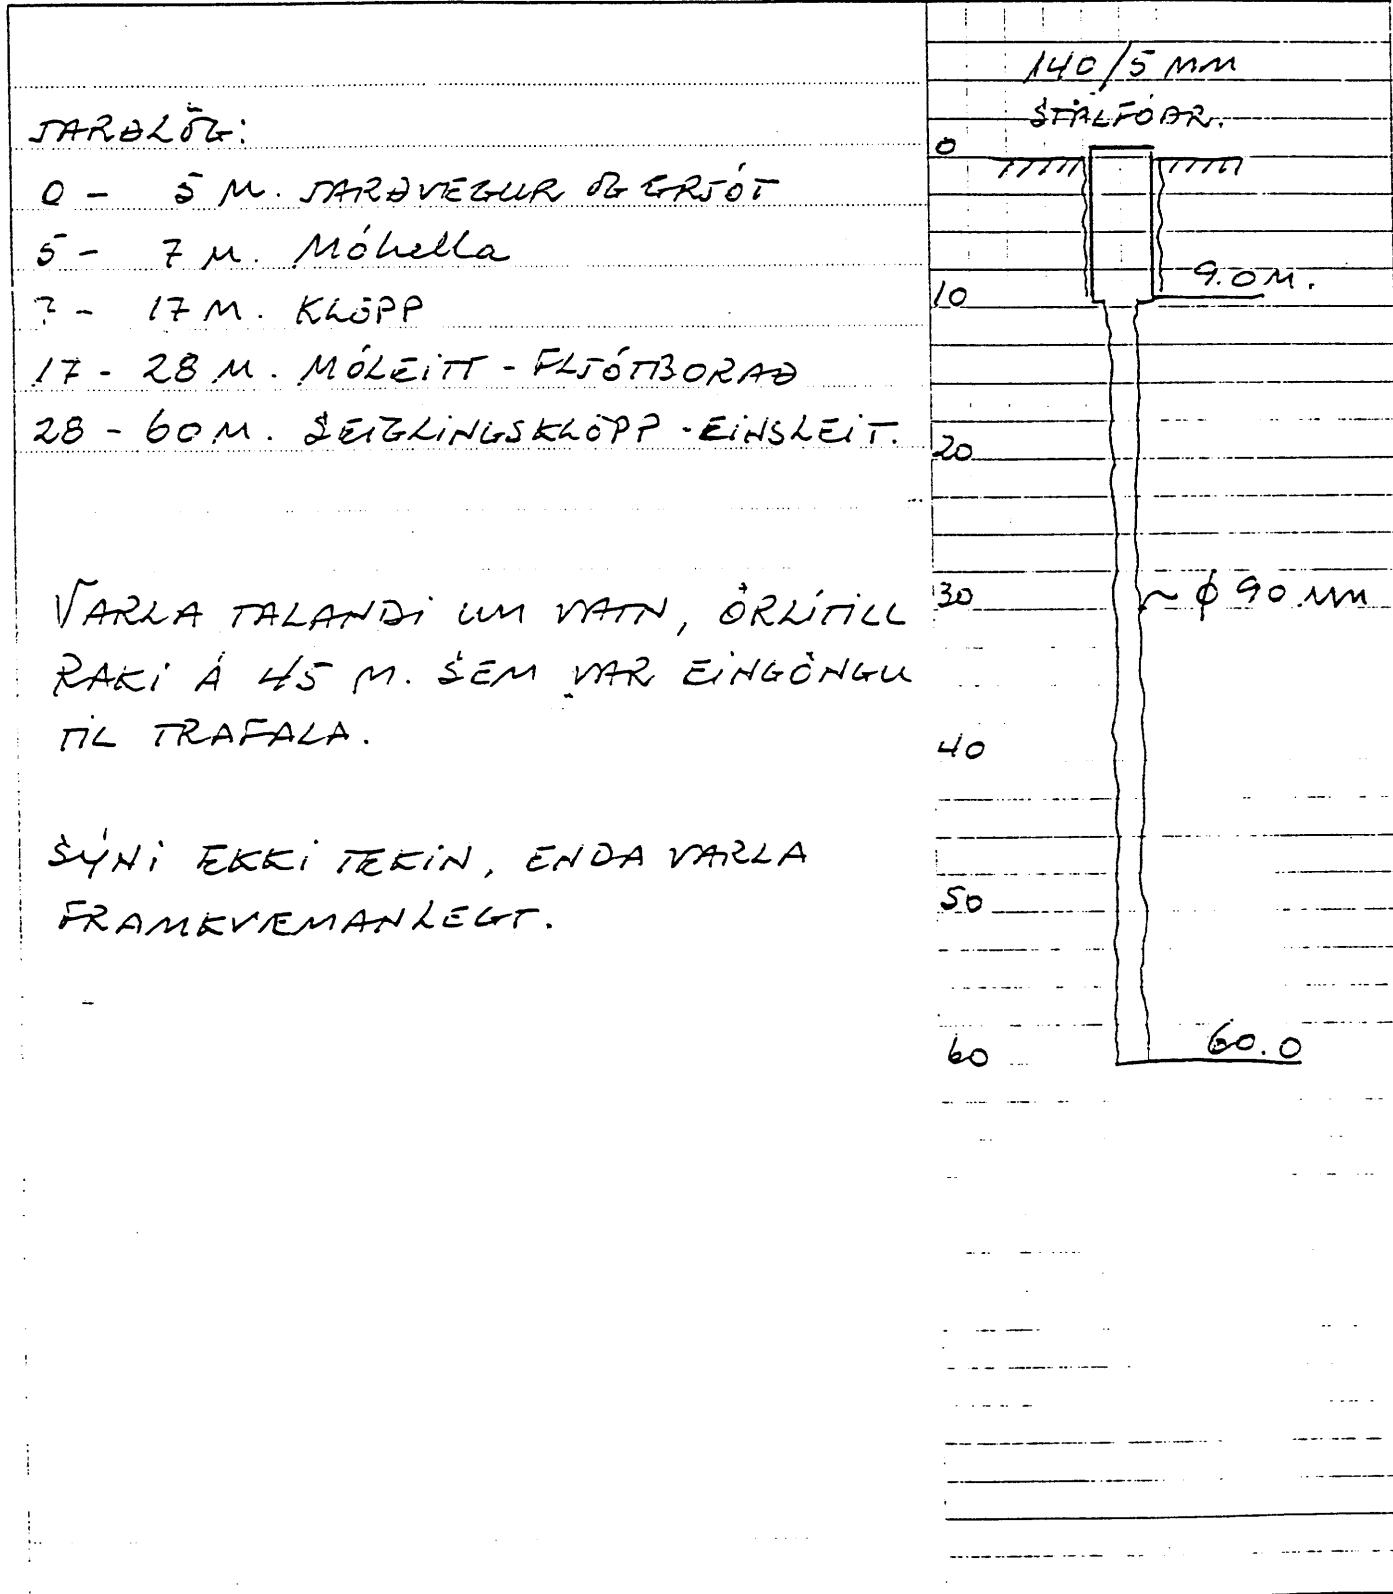 JARÐLÖG:
0 - 5 M. JARÐVEGUR OG GRJÓT
5 - 7 M. Móhella
7 - 17 M. KLÖPP
17 - 28 M. MÓLEITT - FLJÓTBORAÐ
28 - 60 M. SEIGLINGSKLÖPP - EINSLEIT.
VARLA TALANDI UM VATN, ÖRLÍTILL
RAKI Á 45 M. SEM VAR EINGÖNGU
TIL TRAFALA.
SÝNI EKKI TEKIN, ENDA VARLA
FRAMKVÆMANLEGT.
140/5 MM
STÁLFÓÐR.
0
9.0 M.
10
20
30
~ φ 90 mm
40
50
60
60.0